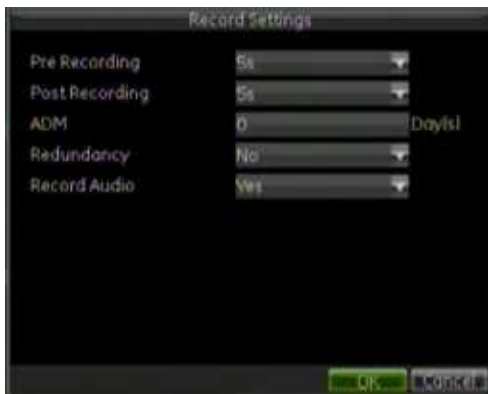 Record Settings
Pre Recording 5s
Post Recording 5s
ADM 0 Day(s)
Redundancy No
Record Audio Yes
OK Cancel